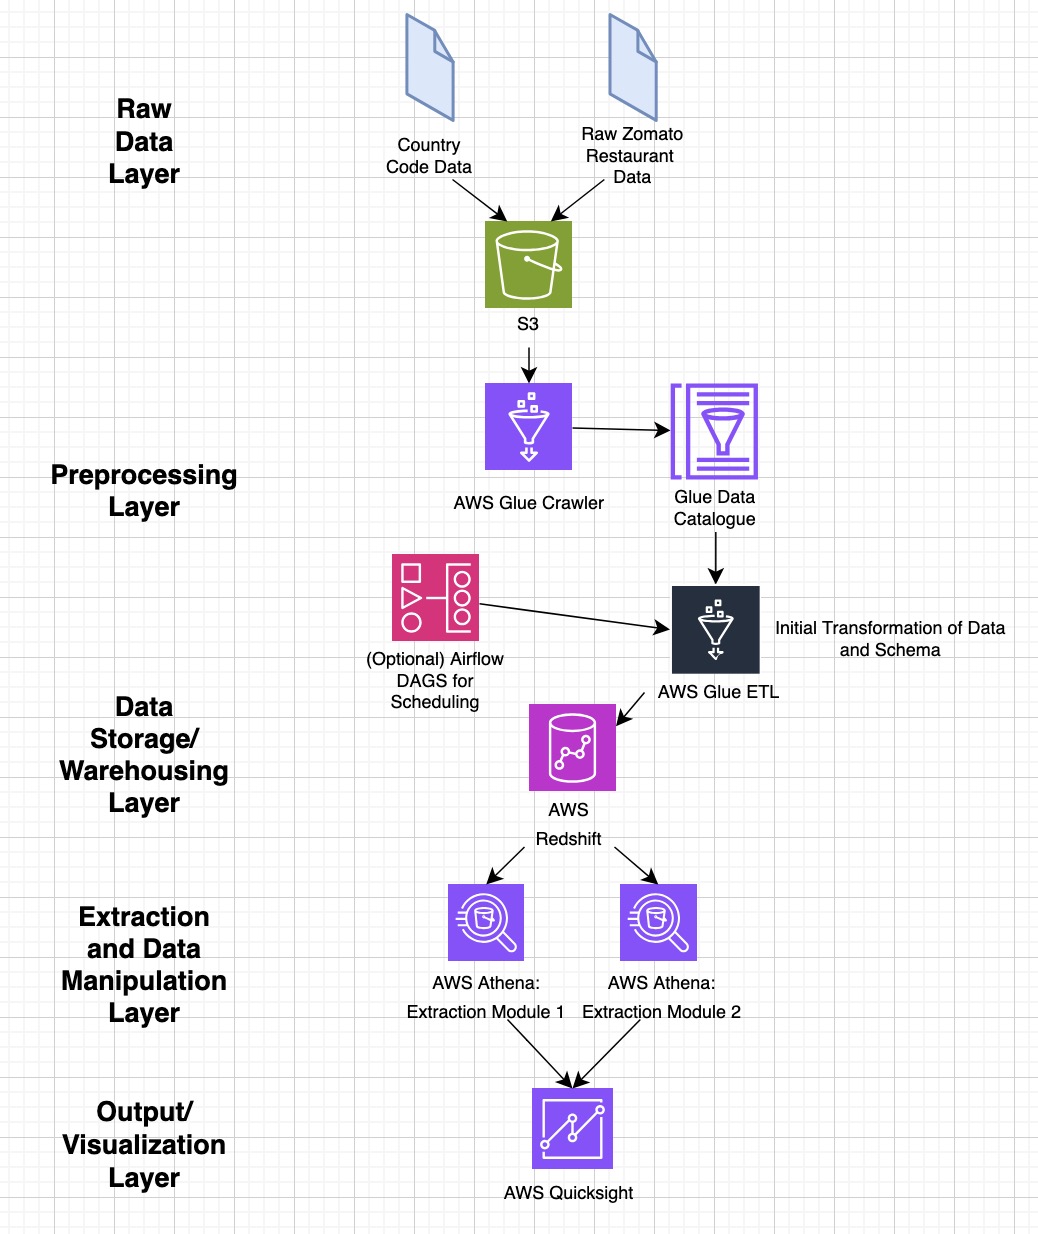 Raw
Data
Layer
Country
Code Data
Raw Zomato
Restaurant
Data
S3
Preprocessing
Layer
AWS Glue Crawler
Glue Data
Catalogue
(Optional) Airflow
DAGS for
Scheduling
AWS Glue ETL
Initial Transformation of Data
and Schema
Data
Storage/
Warehousing
Layer
AWS
Redshift
Extraction
and Data
Manipulation
Layer
AWS Athena:
Extraction Module 1
AWS Athena:
Extraction Module 2
Output/
Visualization
Layer
AWS Quicksight